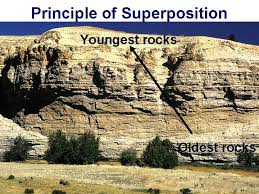 Principle of Superposition
Youngest rocks
Oldest rocks